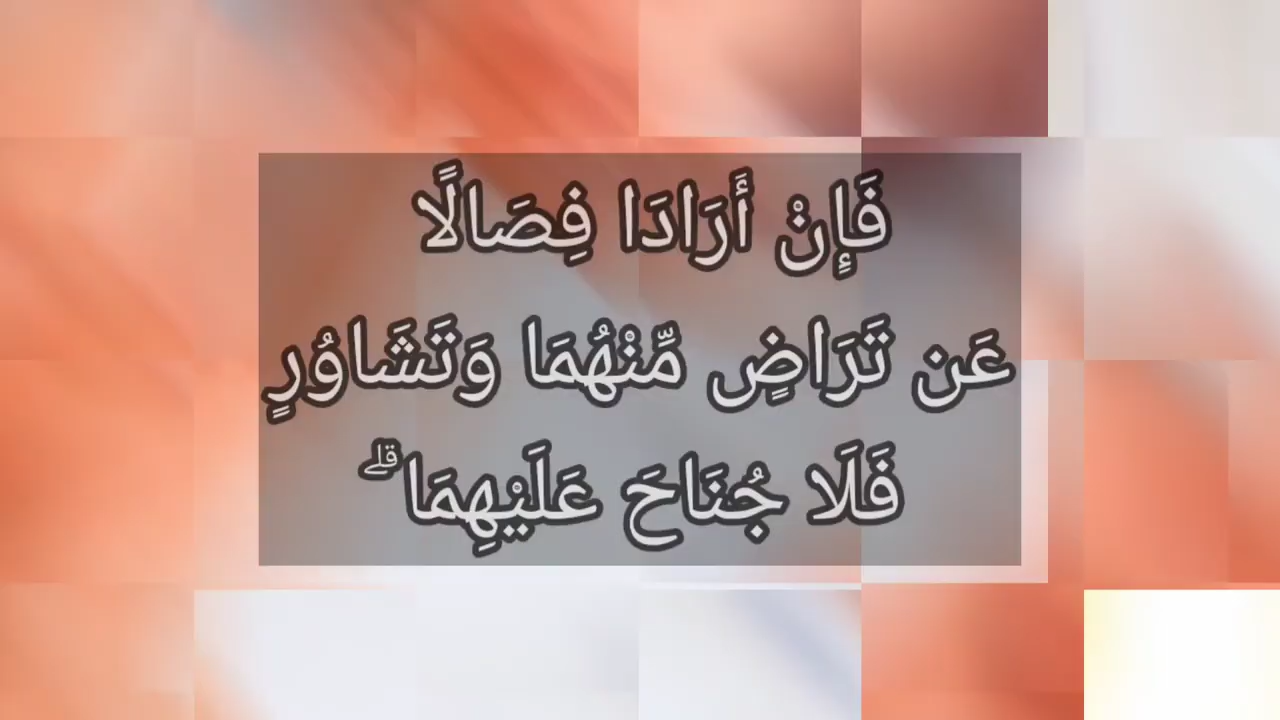 فَإِنْ أَرَادَا فِصَالًا
عَن تَرَاضٍ مِّنْهُمَا وَتَشَاوُرٍ
فَلَا جُنَاحَ عَلَيْهِمَا ۗ